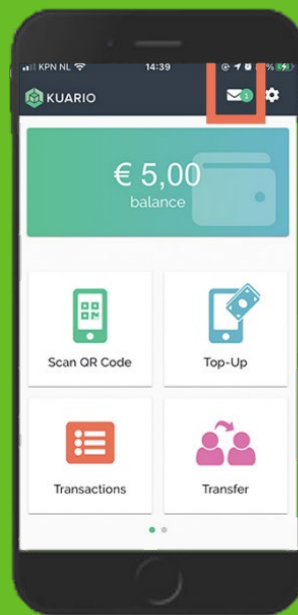 KPN NL 14:39 %
KUARIO 1
€ 5,00
balance
Scan QR Code Top-Up
Transactions Transfer